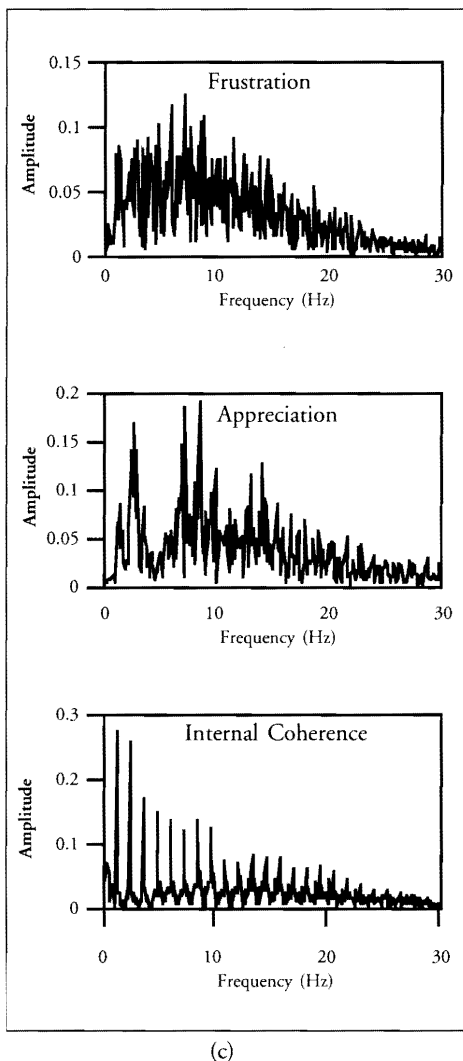 0.15
Frustration
0.1
Amplitude
0.05
0
0 10 20 30
Frequency (Hz)
0.2
Appreciation
0.15
Amplitude
0.1
0.05
0
0 10 20 30
Frequency (Hz)
0.3
Internal Coherence
0.2
Amplitude
0.1
0
0 10 20 30
Frequency (Hz)
(c)